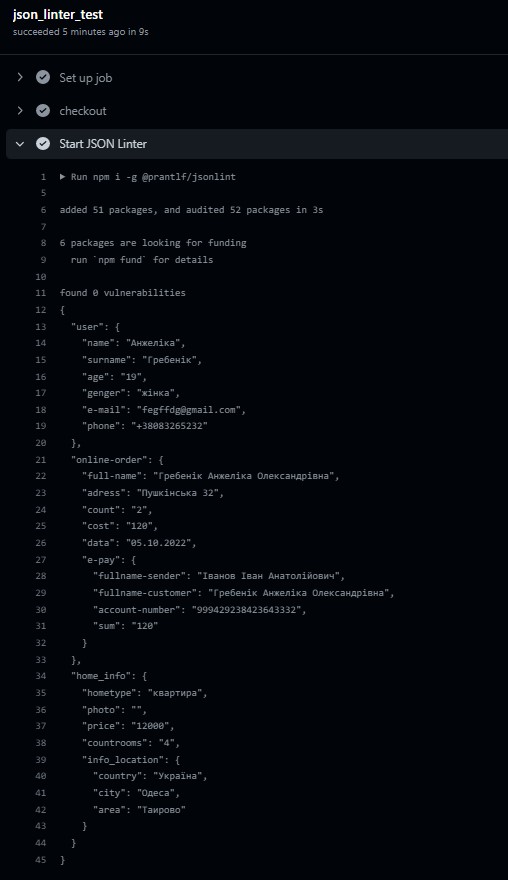 json_linter_test
succeeded 5 minutes ago in 9s
Set up job
checkout
Start JSON Linter
1 ▶ Run npm i -g @prantlf/jsonlint
5
6 added 51 packages, and audited 52 packages in 3s
7
8 6 packages are looking for funding
9   run `npm fund` for details
10
11 found 0 vulnerabilities
12 {
13   "user": {
14     "name": "Анжеліка",
15     "surname": "Гребенік",
16     "age": "19",
17     "genger": "жінка",
18     "e-mail": "fegffdg@gmail.com",
19     "phone": "+38083265232"
20   },
21   "online-order": {
22     "full-name": "Гребенік Анжеліка Олександрівна",
23     "adress": "Пушкінська 32",
24     "count": "2",
25     "cost": "120",
26     "data": "05.10.2022",
27     "e-pay": {
28       "fullname-sender": "Іванов Іван Анатолійович",
29       "fullname-customer": "Гребенік Анжеліка Олександрівна",
30       "account-number": "999429238423643332",
31       "sum": "120"
32     }
33   },
34   "home_info": {
35     "hometype": "квартира",
36     "photo": "",
37     "price": "12000",
38     "countrooms": "4",
39     "info_location": {
40       "country": "Україна",
41       "city": "Одеса",
42       "area": "Таирово"
43     }
44   }
45 }